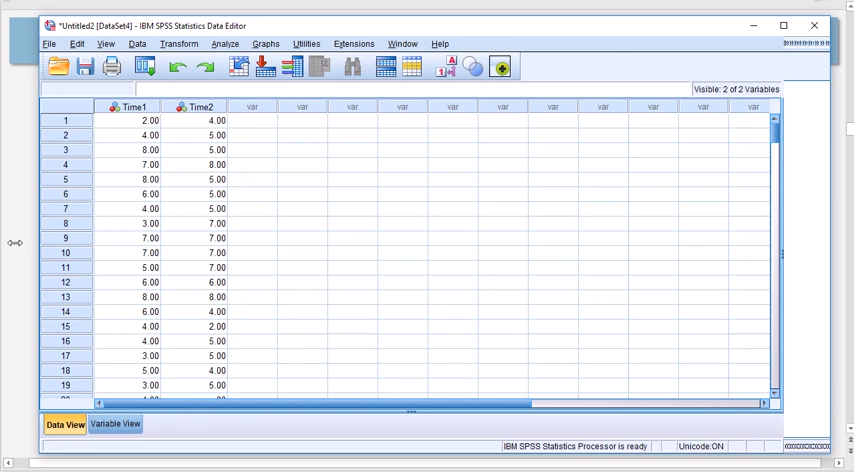 *Untitled2 [DataSet4] - IBM SPSS Statistics Data Editor
File Edit View Data Transform Analyze Graphs Utilities Extensions Window Help
Visible: 2 of 2 Variables
Time1 Time2 var var var var var var var var var var var
1 2.00 4.00
2 4.00 5.00
3 8.00 5.00
4 7.00 8.00
5 8.00 5.00
6 6.00 5.00
7 4.00 5.00
8 3.00 7.00
9 7.00 7.00
10 7.00 7.00
11 5.00 7.00
12 6.00 6.00
13 8.00 8.00
14 6.00 4.00
15 4.00 2.00
16 4.00 5.00
17 3.00 5.00
18 5.00 4.00
19 3.00 5.00
Data View Variable View
IBM SPSS Statistics Processor is ready Unicode:ON